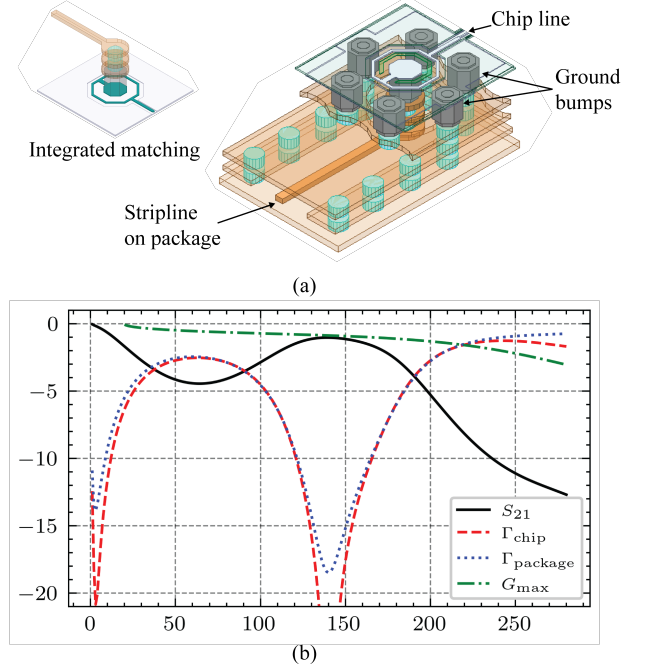 Chip line
Ground
bumps
Integrated matching
Stripline
on package
(a)
0
−5
−10
−15
−20
S21
Γchip
Γpackage
Gmax
0 50 100 150 200 250
(b)